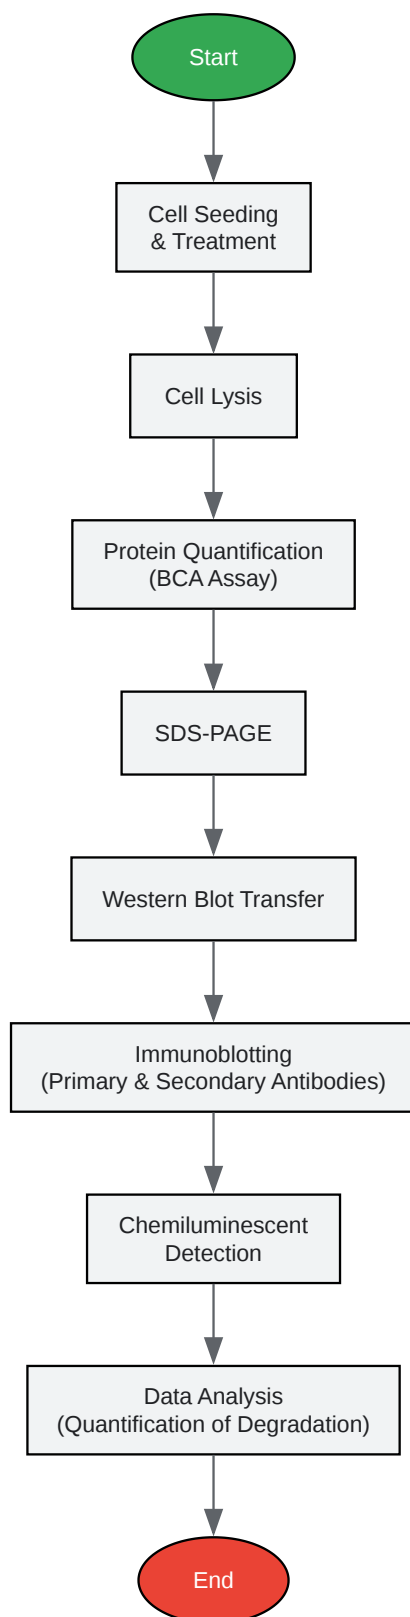 Start
Cell Seeding
& Treatment
Cell Lysis
Protein Quantification
(BCA Assay)
SDS-PAGE
Western Blot Transfer
Immunoblotting
(Primary & Secondary Antibodies)
Chemiluminescent
Detection
Data Analysis
(Quantification of Degradation)
End